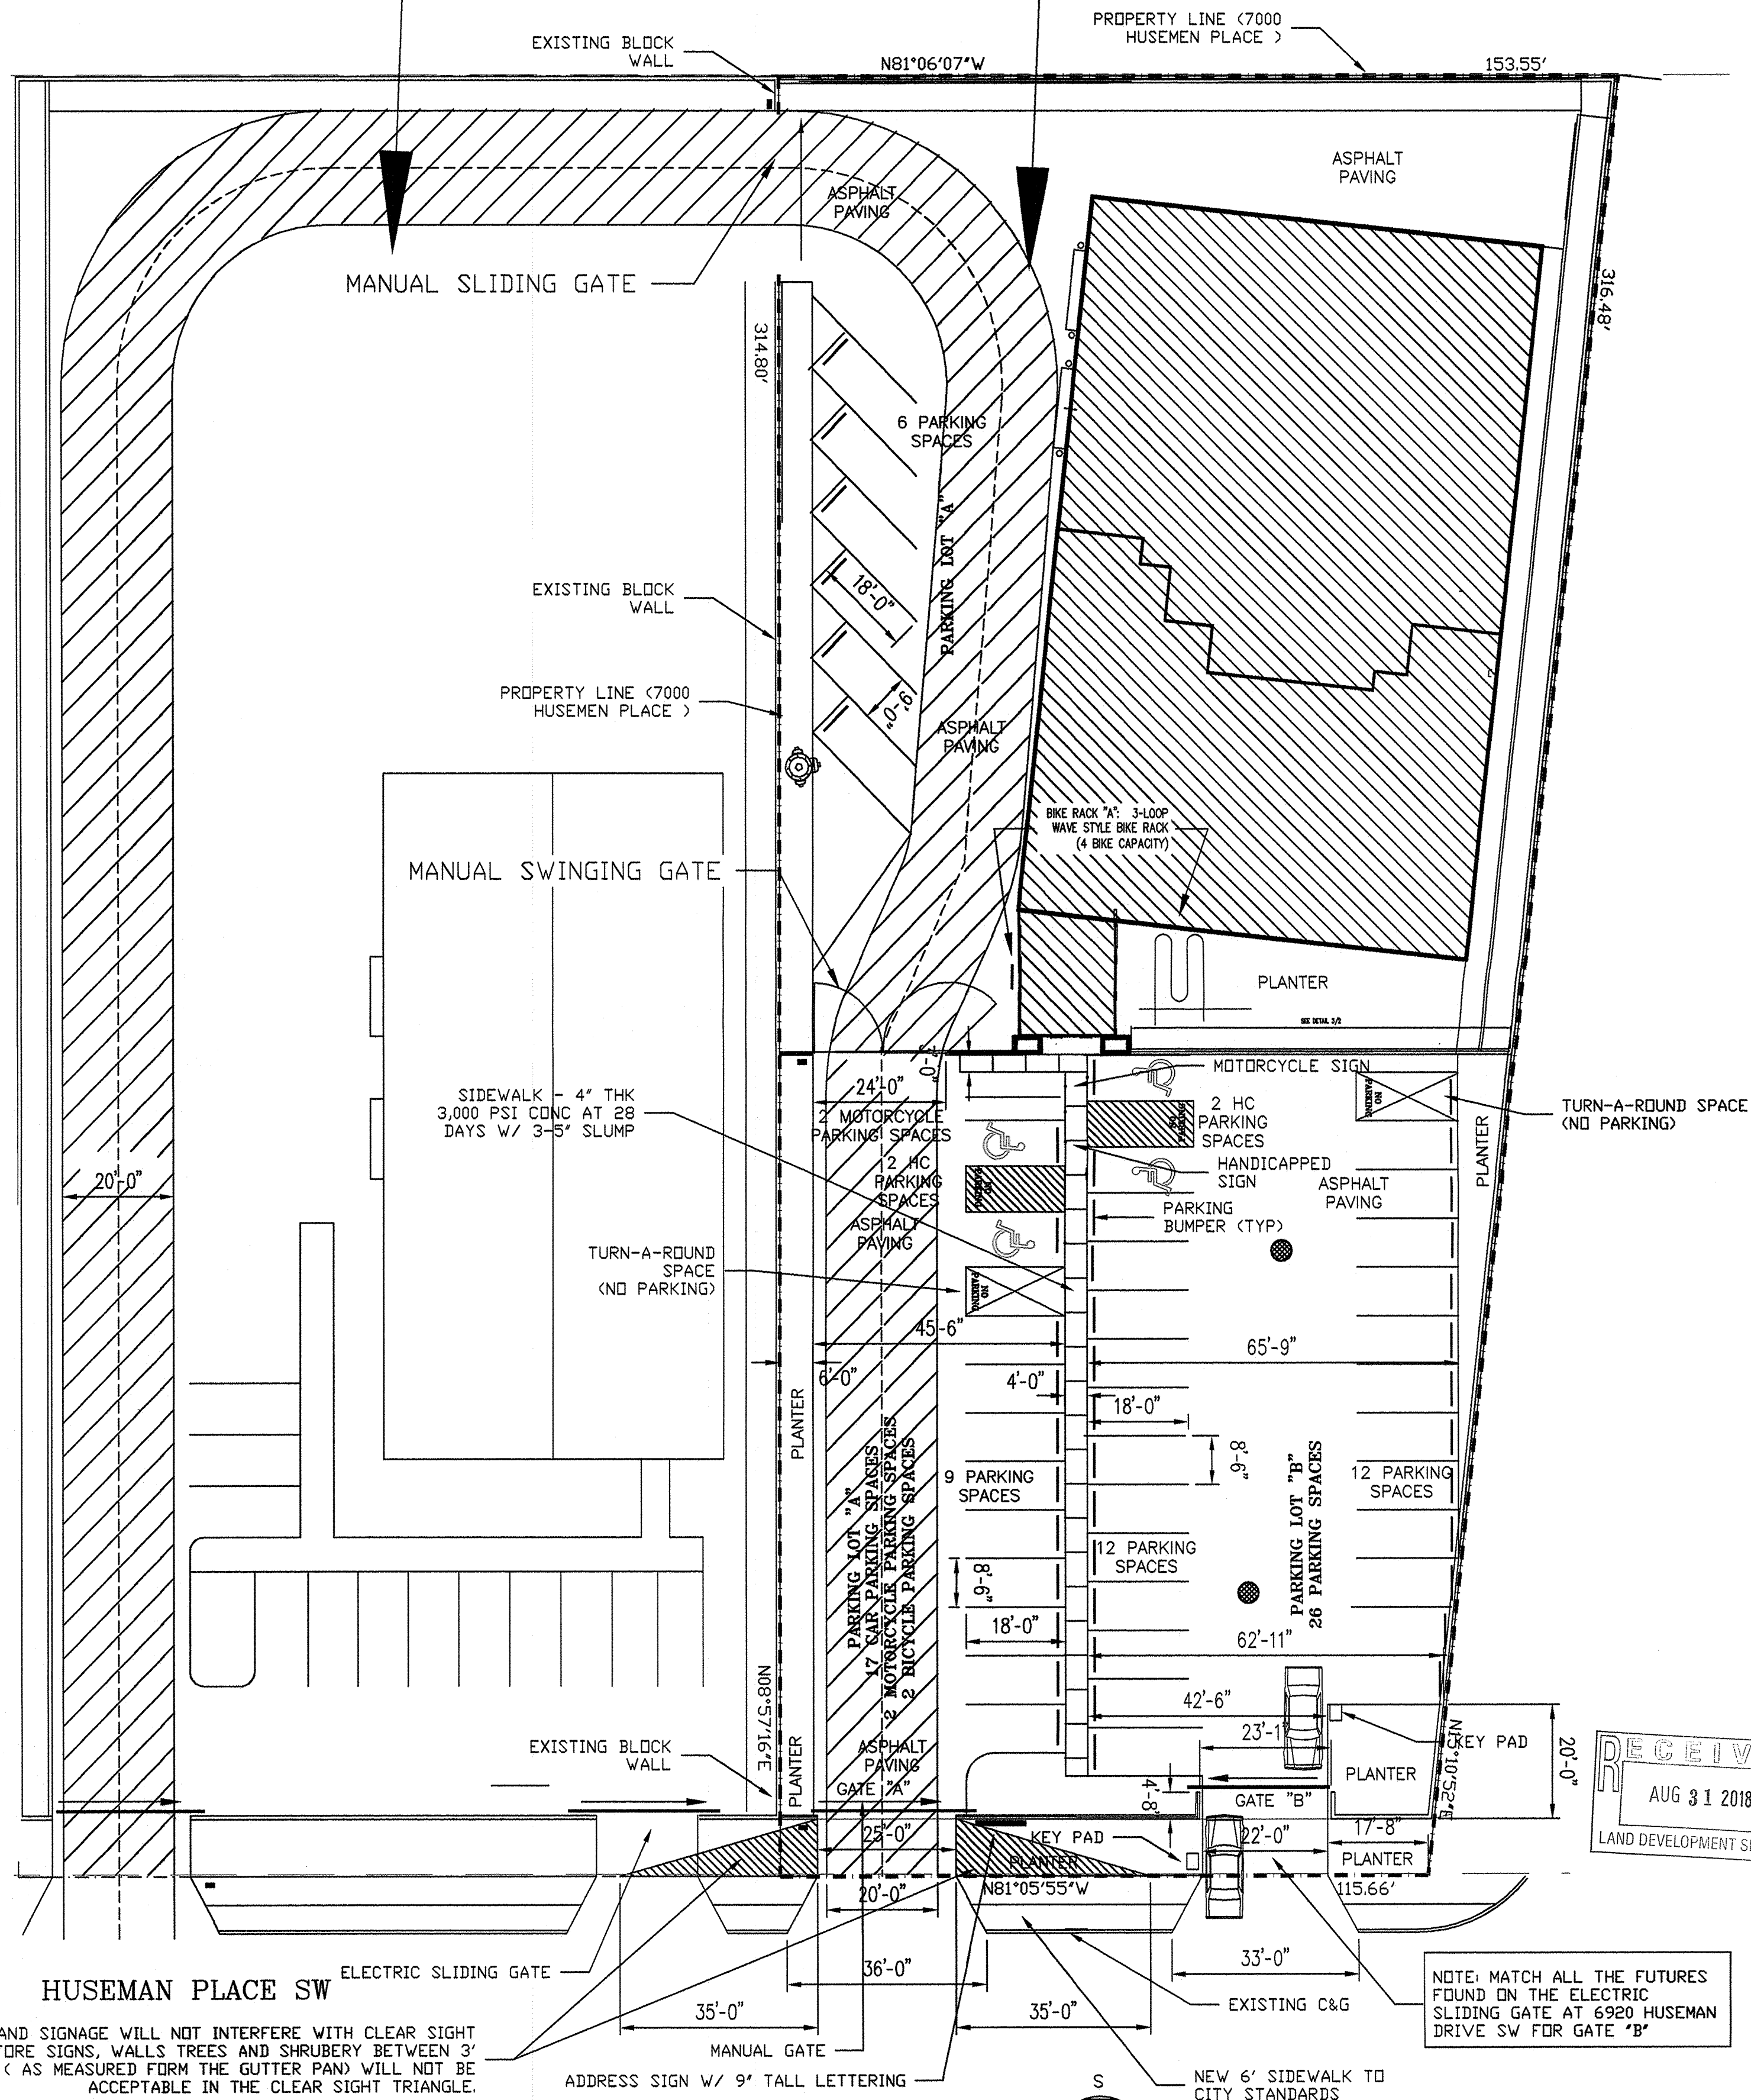 PROPERTY LINE (7000
HUSEMEN PLACE )
EXISTING BLOCK
WALL
N81°06'07"W
153.55'
ASPHALT
PAVING
ASPHALT
PAVING
MANUAL SLIDING GATE
316.48'
314.80'
6 PARKING
SPACES
PARKING LOT "A"
EXISTING BLOCK
WALL
18'-0"
PROPERTY LINE (7000
HUSEMEN PLACE )
9'-0"
ASPHALT
PAVING
BIKE RACK "A": 3-LOOP
WAVE STYLE BIKE RACK
(4 BIKE CAPACITY)
MANUAL SWINGING GATE
PLANTER
SEE DETAIL 3/2
MOTORCYCLE SIGN
24'-0"
SIDEWALK - 4" THK
3,000 PSI CONC AT 28
DAYS W/ 3-5" SLUMP
2 MOTORCYCLE
PARKING SPACES
2 HC
PARKING
SPACES
NO
PARKING
NO
PARKING
TURN-A-ROUND SPACE
(NO PARKING)
2 HC
PARKING
SPACES
NO
PARKING
HANDICAPPED
SIGN
PLANTER
20'-0"
ASPHALT
PAVING
PARKING
BUMPER (TYP)
ASPHALT
PAVING
TURN-A-ROUND
SPACE
(NO PARKING)
NO
PARKING
45'-6"
65'-9"
6'-0"
4'-0"
18'-0"
PLANTER
8'-6"
9 PARKING
SPACES
12 PARKING
SPACES
PARKING LOT "A"
17 CAR PARKING SPACES
2 MOTORCYCLE PARKING SPACES
2 BICYCLE PARKING SPACES
PARKING LOT "B"
26 PARKING SPACES
12 PARKING
SPACES
8'-6"
18'-0"
62'-11"
N08°57'16"E
42'-6"
23'-1"
KEY PAD
20'-0"
EXISTING BLOCK
WALL
PLANTER
ASPHALT
PAVING
GATE "A"
4'-8"
PLANTER
GATE "B"
AUG 31 2018
25'-0"
KEY PAD
22'-0"
17'-8"
LAND DEVELOPMENT
PLANTER
PLANTER
20'-0"
N81°05'55"W
115.66'
HUSEMAN PLACE SW
ELECTRIC SLIDING GATE
36'-0"
33'-0"
35'-0"
35'-0"
EXISTING C&G
NOTE: MATCH ALL THE FUTURES
FOUND ON THE ELECTRIC
SLIDING GATE AT 6920 HUSEMAN
DRIVE SW FOR GATE "B"
AND SIGNAGE WILL NOT INTERFERE WITH CLEAR SIGHT
SIGNS, WALLS TREES AND SHRUBERY BETWEEN 3'
( AS MEASURED FORM THE GUTTER PAN) WILL NOT BE
ACCEPTABLE IN THE CLEAR SIGHT TRIANGLE.
MANUAL GATE
ADDRESS SIGN W/ 9" TALL LETTERING
S
NEW 6' SIDEWALK TO
CITY STANDARDS